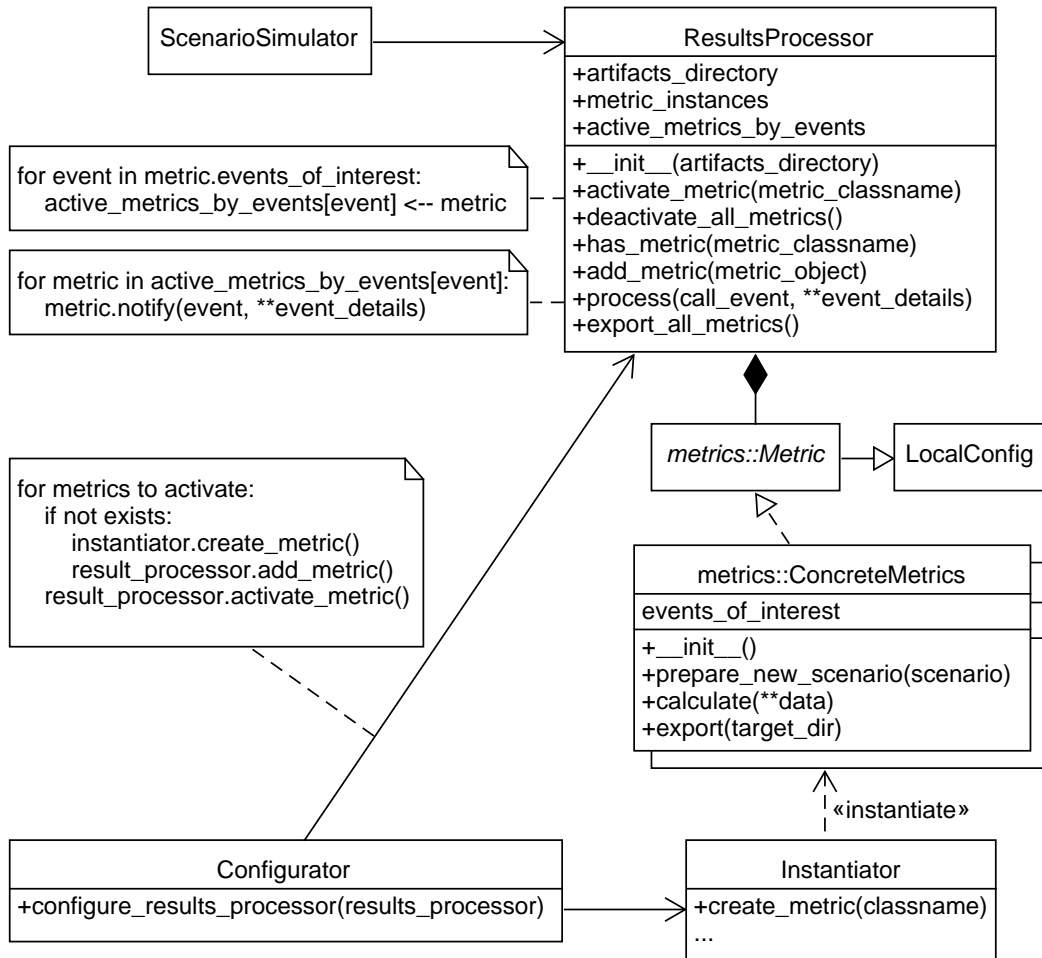 ScenarioSimulator
ResultsProcessor
+artifacts_directory
+metric_instances
+active_metrics_by_events
+__init__(artifacts_directory)
+activate_metric(metric_classname)
+deactivate_all_metrics()
+has_metric(metric_classname)
+add_metric(metric_object)
+process(call_event, **event_details)
+export_all_metrics()
for event in metric.events_of_interest:
active_metrics_by_events[event] <-- metric
for metric in active_metrics_by_events[event]:
metric.notify(event, **event_details)
metrics::Metric
LocalConfig
for metrics to activate:
if not exists:
instantiator.create_metric()
result_processor.add_metric()
result_processor.activate_metric()
metrics::ConcreteMetrics
events_of_interest
+__init__()
+prepare_new_scenario(scenario)
+calculate(**data)
+export(target_dir)
«instantiate»
Configurator
+configure_results_processor(results_processor)
Instantiator
+create_metric(classname)
...